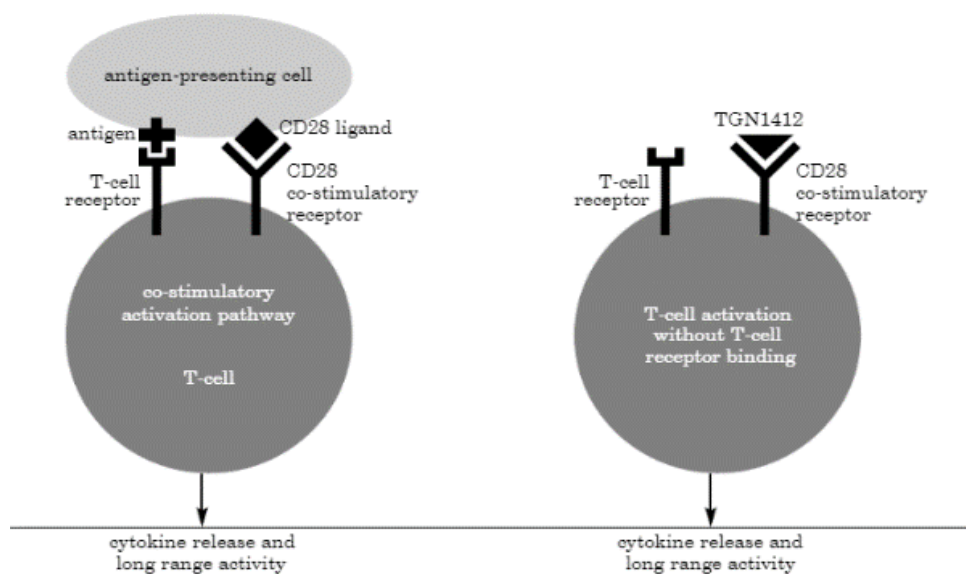 antigen-presenting cell
antigen
CD28 ligand
T-cell
receptor
CD28
co-stimulatory
receptor
co-stimulatory
activation pathway
T-cell
cytokine release and
long range activity
TGN1412
T-cell
receptor
CD28
co-stimulatory
receptor
T-cell activation
without T-cell
receptor binding
cytokine release and
long range activity